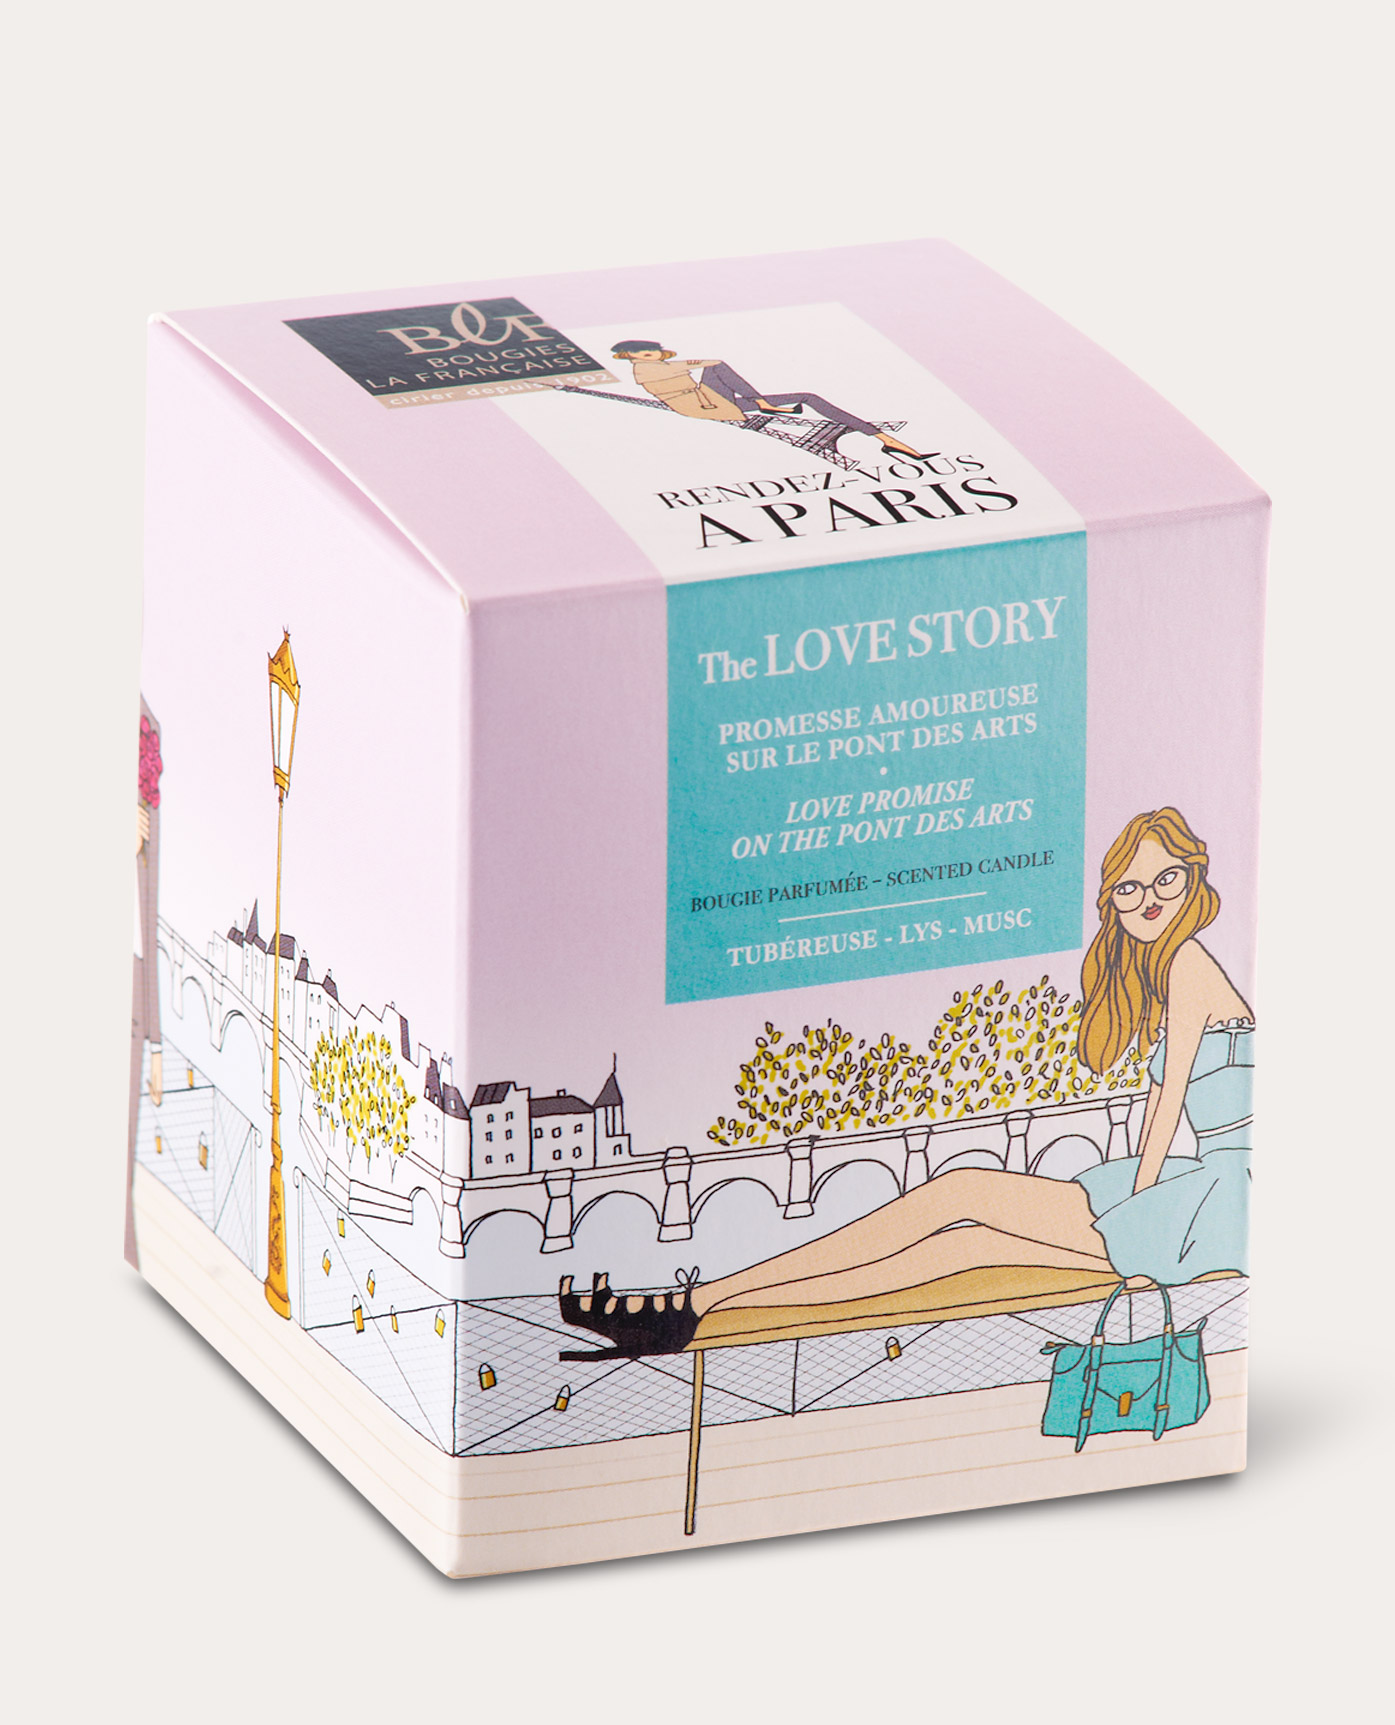 BLF
BOUGIES
LA FRANÇAISE
cirier depuis 1902
RENDEZ-VOUS
A PARIS
The LOVE STORY
PROMESSE AMOUREUSE
SUR LE PONT DES ARTS
•
LOVE PROMISE
ON THE PONT DES ARTS
BOUGIE PARFUMÉE – SCENTED CANDLE
TUBÉREUSE - LYS - MUSC